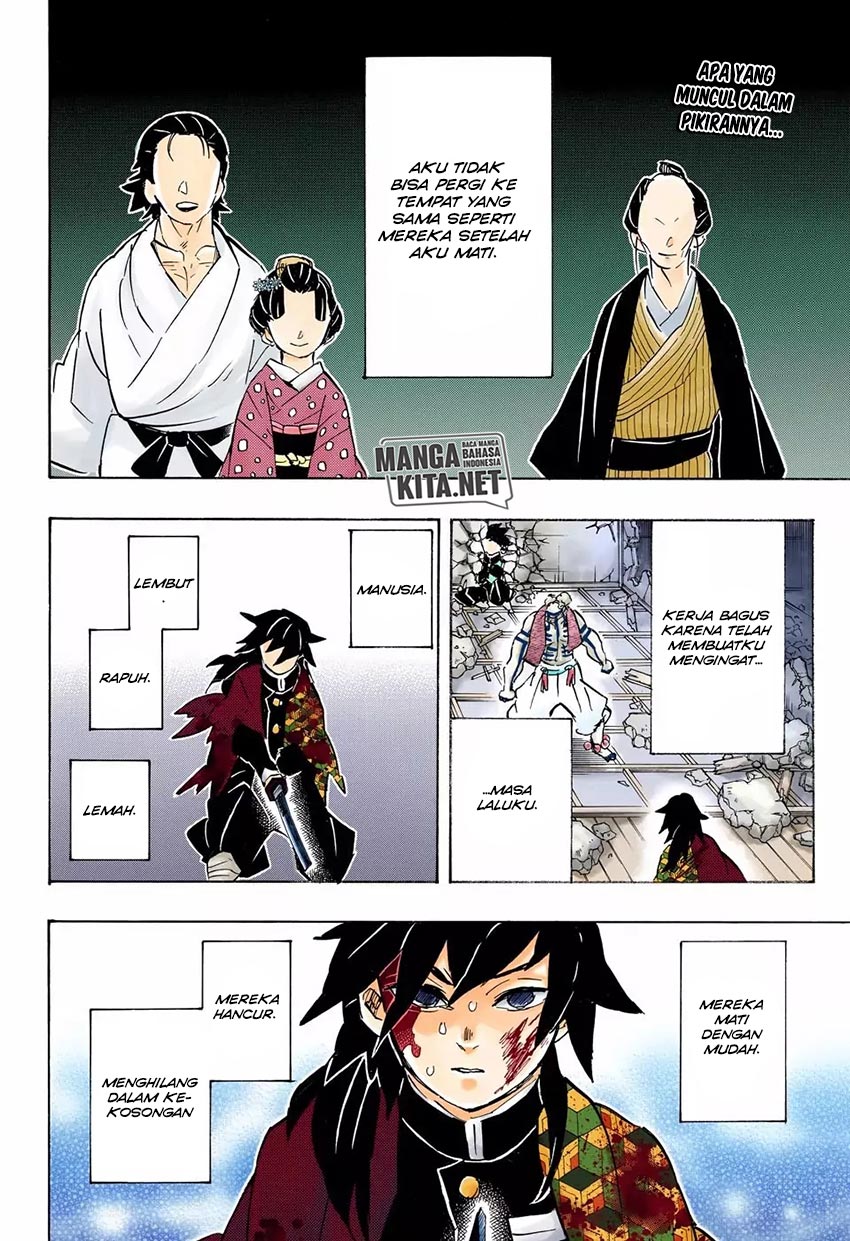 APA YANG
MUNCUL DALAM
PIKIRANNYA...
AKU TIDAK
BISA PERGI KE
TEMPAT YANG
SAMA SEPERTI
MEREKA SETELAH
AKU MATI.
MANGA
KITA.NET
BACA MANGA
BAHASA
INDONESIA
KERJA BAGUS
KARENA TELAH
MEMBUATKU
MENGINGAT...
...MASA
LALUKU.
MANUSIA.
LEMBUT
.
RAPUH.
LEMAH.
MEREKA
MATI
DENGAN
MUDAH.
MEREKA
HANCUR.
MENGHILANG
DALAM KE-
KOSONGAN